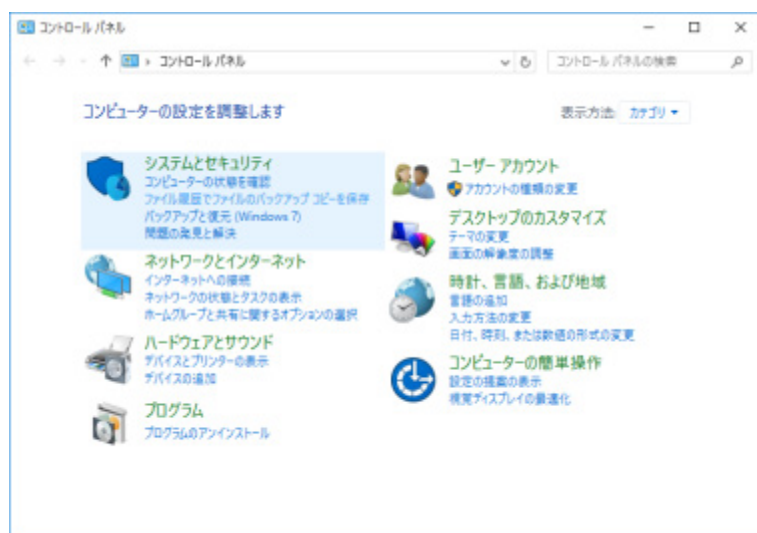 コントロール パネル
コントロール パネル
コントロール パネルの検索
コンピューターの設定を調整します
表示方法: カテゴリ
システムとセキュリティ
コンピューターの状態を確認
ファイル履歴でファイルのバックアップ コピーを保存
バックアップと復元 (Windows 7)
問題の発見と解決
ネットワークとインターネット
インターネットへの接続
ネットワークの状態とタスクの表示
ホームグループと共有に関するオプションの選択
ハードウェアとサウンド
デバイスとプリンターの表示
デバイスの追加
プログラム
プログラムのアンインストール
ユーザー アカウント
アカウントの種類の変更
デスクトップのカスタマイズ
テーマの変更
画面の解像度の調整
時計、言語、および地域
言語の追加
入力方法の変更
日付、時刻、または数値の形式の変更
コンピューターの簡単操作
設定の提案の表示
視覚ディスプレイの最適化